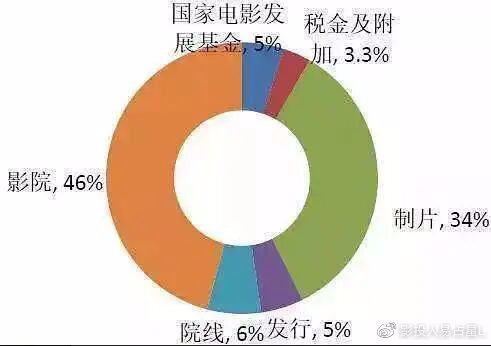 国家电影发
展基金, 5%
税金及附
加, 3.3%
影院, 46%
制片, 34%
院线, 6%
发行, 5%